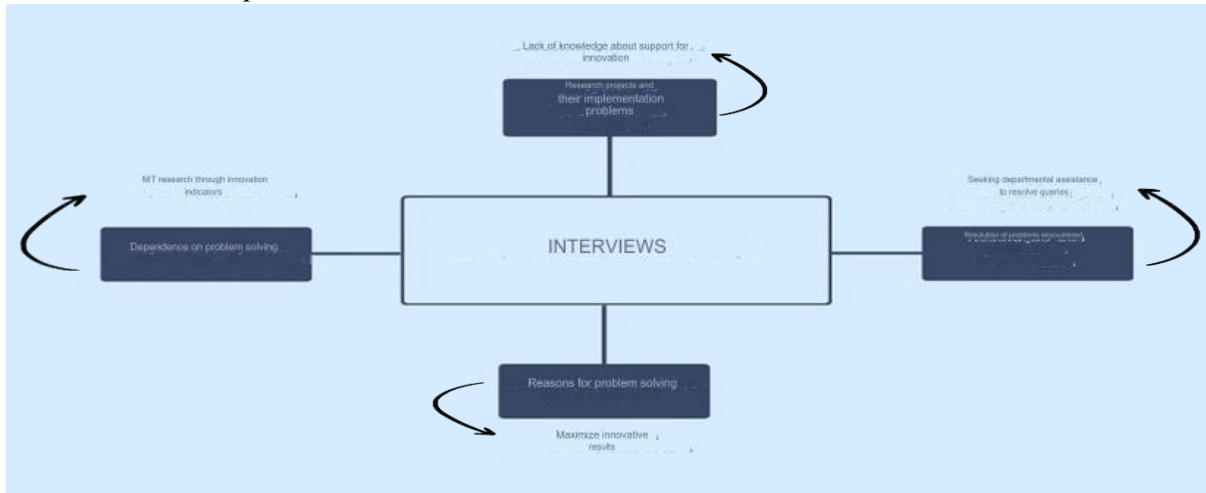 Lack of knowledge about support for
innovation
Research projects and
their implementation
problems
NIT research through innovation
indicators
Seeking departmental assistance
to resolve queries
Dependence on problem solving
INTERVIEWS
Resolution of problems encountered
Reasons for problem solving
Maximize innovative
results